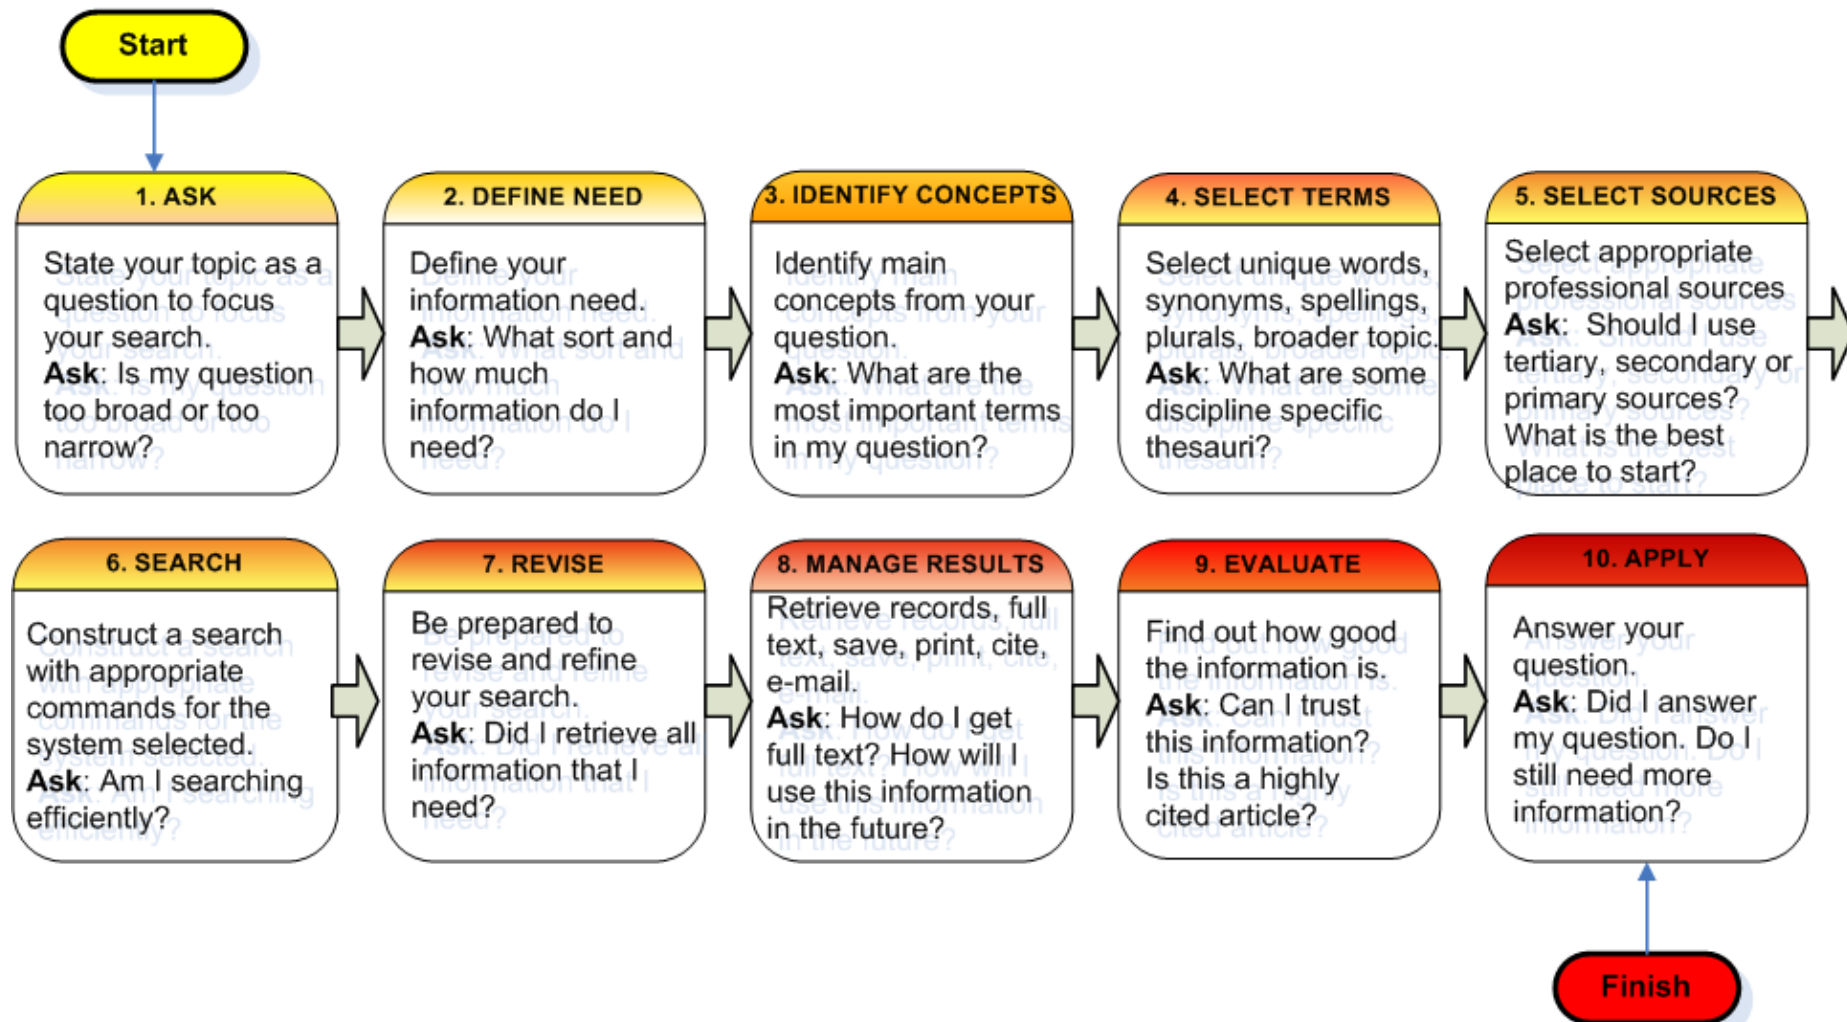 Start
1. ASK
State your topic as a
question to focus
your search.
Ask: Is my question
too broad or too
narrow?
2. DEFINE NEED
Define your
information need.
Ask: What sort and
how much
information do I
need?
3. IDENTIFY CONCEPTS
Identify main
concepts from your
question.
Ask: What are the
most important terms
in my question?
4. SELECT TERMS
Select unique words,
synonyms, spellings,
plurals, broader topic.
Ask: What are some
discipline specific
thesauri?
5. SELECT SOURCES
Select appropriate
professional sources
Ask: Should I use
tertiary, secondary or
primary sources?
What is the best
place to start?
6. SEARCH
Construct a search
with appropriate
commands for the
system selected.
Ask: Am I searching
efficiently?
7. REVISE
Be prepared to
revise and refine
your search.
Ask: Did I retrieve all
information that I
need?
8. MANAGE RESULTS
Retrieve records, full
text, save, print, cite,
e-mail.
Ask: How do I get
full text? How will I
use this information
in the future?
9. EVALUATE
Find out how good
the information is.
Ask: Can I trust
this information?
Is this a highly
cited article?
10. APPLY
Answer your
question.
Ask: Did I answer
my question. Do I
still need more
information?
Finish